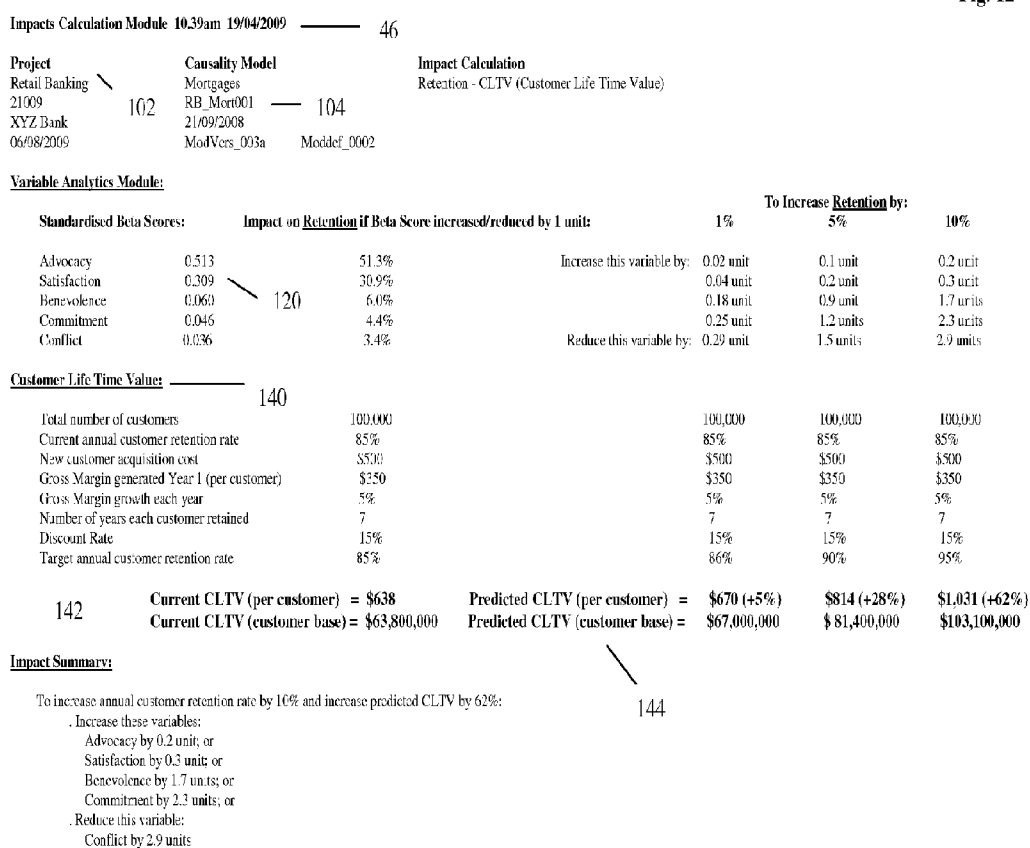 Fig. 12
Impacts Calculation Module 10.39am 19/04/2009 46
Project Causality Model Impact Calculation
Retail Banking Mortgages Retention - CLTV (Customer Life Time Value)
21009 102 RB_Mort001 104
XYZ Bank 21/09/2008
06/08/2009 ModVers_003a Moddef_0002
Variable Analytics Module:
To Increase Retention by:
Standardised Beta Scores: Impact on Retention if Beta Score increased/reduced by 1 unit: 1% 5% 10%
Advocacy 0.513 51.3% Increase this variable by: 0.02 unit 0.1 unit 0.2 unit
Satisfaction 0.309 30.9% 0.04 unit 0.2 unit 0.3 unit
Benevolence 0.060 120 6.0% 0.18 unit 0.9 unit 1.7 units
Commitment 0.046 4.4% 0.25 unit 1.2 units 2.3 units
Conflict 0.036 3.4% Reduce this variable by: 0.29 unit 1.5 units 2.9 units
Customer Life Time Value: 140
Total number of customers 100,000 100,000 100,000 100,000
Current annual customer retention rate 85% 85% 85% 85%
New customer acquisition cost $500 $500 $500 $500
Gross Margin generated Year 1 (per customer) $350 $350 $350 $350
Gross Margin growth each year 5% 5% 5% 5%
Number of years each customer retained 7 7 7 7
Discount Rate 15% 15% 15% 15%
Target annual customer retention rate 85% 86% 90% 95%
142 Current CLTV (per customer) = $638 Predicted CLTV (per customer) = $670 (+5%) $814 (+28%) $1,031 (+62%)
Current CLTV (customer base) = $63,800,000 Predicted CLTV (customer base) = $67,000,000 $ 81,400,000 $103,100,000
Impact Summary:
144
To increase annual customer retention rate by 10% and increase predicted CLTV by 62%:
. Increase these variables:
Advocacy by 0.2 unit; or
Satisfaction by 0.3 unit; or
Benevolence by 1.7 units; or
Commitment by 2.3 units; or
. Reduce this variable:
Conflict by 2.9 units